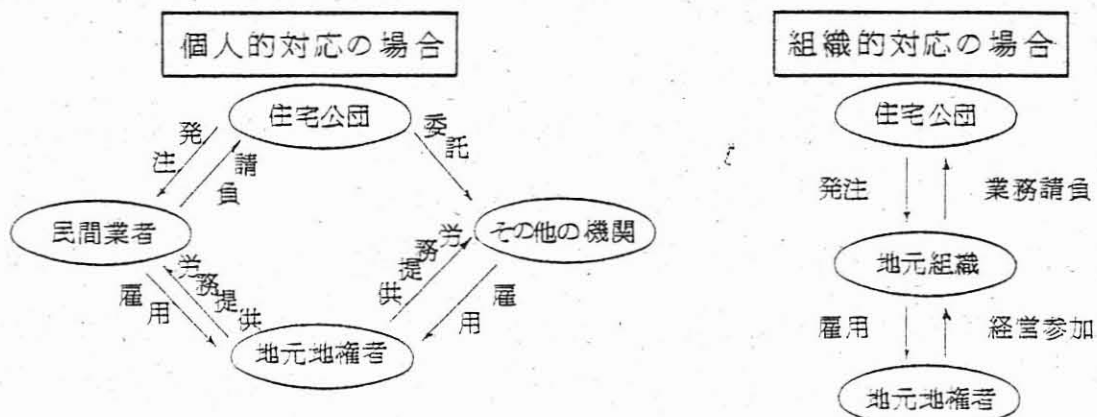 個人的対応の場合
住宅公団
発注
請負
委託
民間業者
その他の機関
雇用
労務提供
労務提供
雇用
地元地権者
組織的対応の場合
住宅公団
発注
業務請負
地元組織
雇用
経営参加
地元地権者